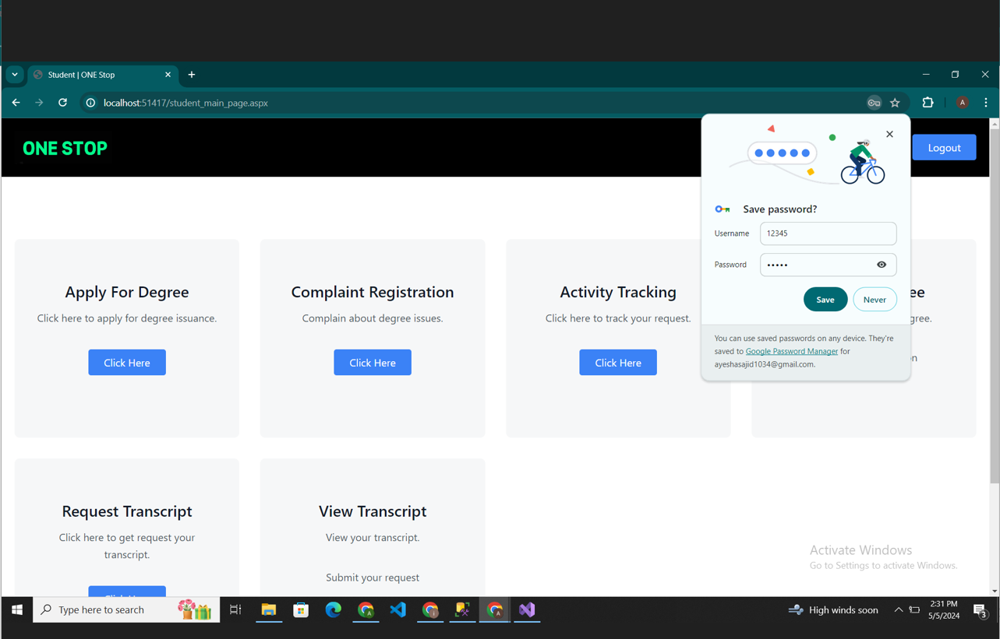 Student | ONE Stop
localhost:51417/student_main_page.aspx
A
ONE STOP
Logout
Save password?
Username
12345
Password
•••••
Save
Never
You can use saved passwords on any device. They're
saved to Google Password Manager for
ayeshasajid1034@gmail.com.
Apply For Degree
Click here to apply for degree issuance.
Click Here
Complaint Registration
Complain about degree issues.
Click Here
Activity Tracking
Click here to track your request.
Click Here
ee
gree.
n
Request Transcript
Click here to get request your
transcript.
Click Here
View Transcript
View your transcript.
Submit your request
Activate Windows
Go to Settings to activate Windows.
Type here to search
High winds soon
2:31 PM
5/5/2024
3